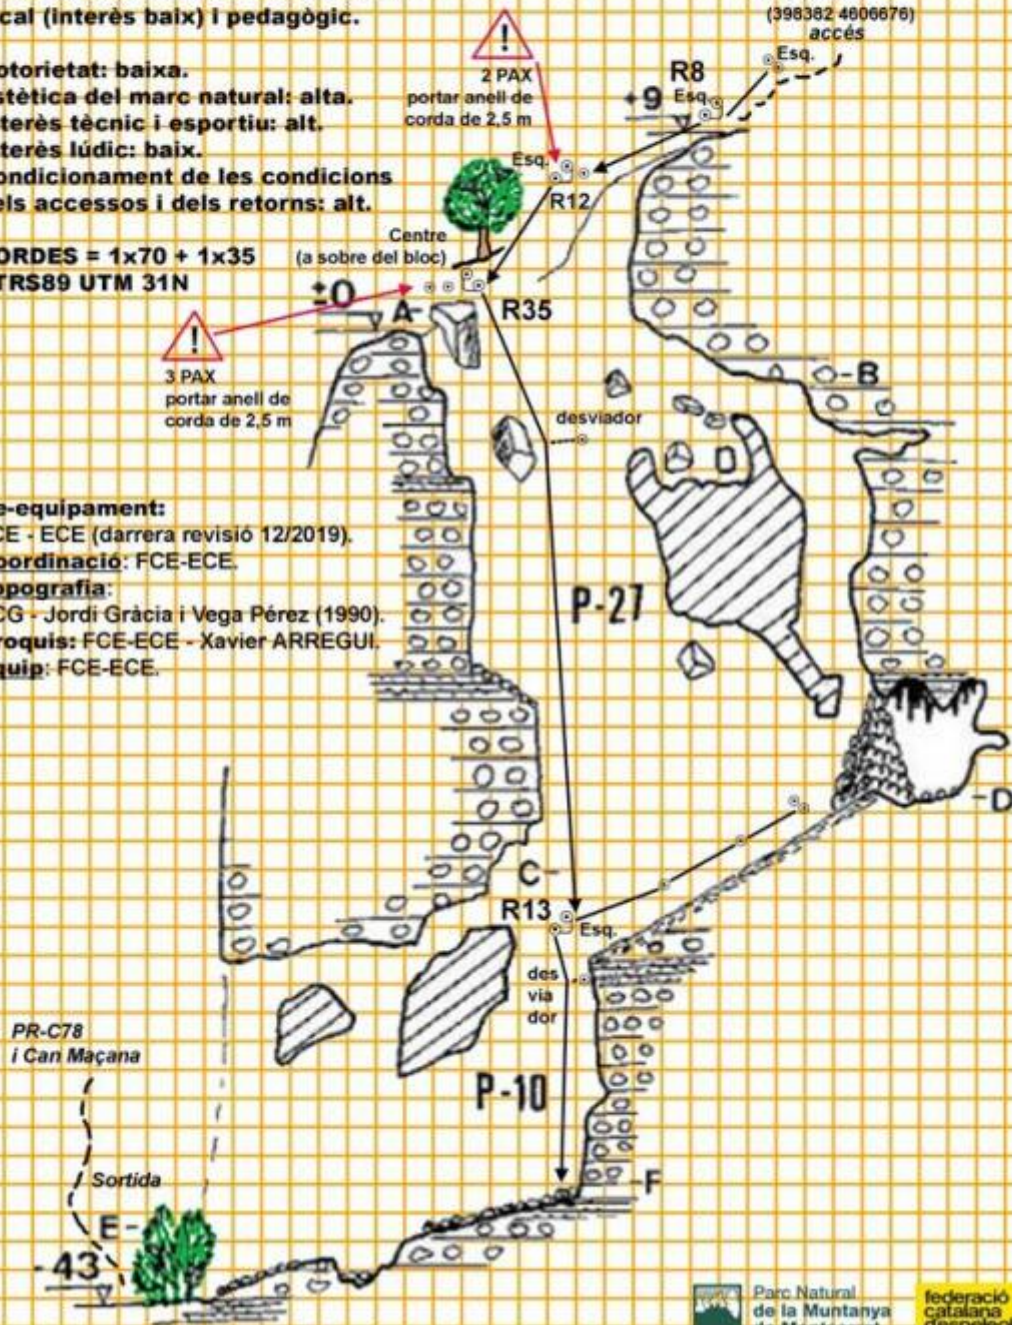 cal (interès baix) i pedagògic.
otorietat: baixa.
stètica del marc natural: alta.
terès tècnic i esportiu: alt.
terès lúdic: baix.
ondicionament de les condicions
els accessos i dels retorns: alt.
ORDES = 1x70 + 1x35
TRS89 UTM 31N
2 PAX
portar anell de
corda de 2,5 m
(398382 4606676)
accés
Esq.
R8
Esq.
+9
Esq.
R12
Centre
(a sobre del bloc)
±0
A-
R35
3 PAX
portar anell de
corda de 2,5 m
-B
desviador
e-equipament:
CE - ECE (darrera revisió 12/2019).
oordinació: FCE-ECE.
opografia:
CG - Jordi Gràcia i Vega Pérez (1990).
roquis: FCE-ECE - Xavier ARREGUI.
quip: FCE-ECE.
P-27
-D
C-
R13
Esq.
des
via
dor
PR-C78
i Can Maçana
P-10
Sortida
-F
E-
-43
Parc Natural
de la Muntanya
federació
catalana